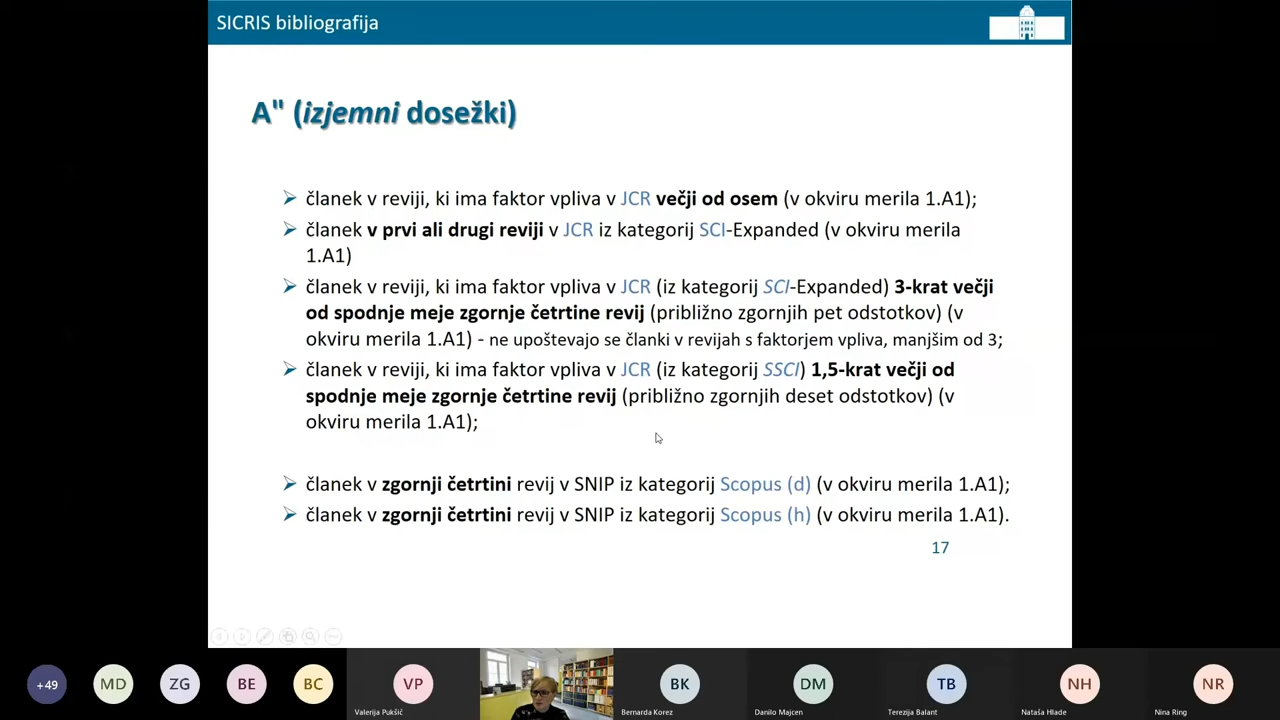 SICRIS bibliografija
A" (izjemni dosežki)
članek v reviji, ki ima faktor vpliva v JCR večji od osem (v okviru merila 1.A1);
članek v prvi ali drugi reviji v JCR iz kategorij SCI-Expanded (v okviru merila
1.A1)
članek v reviji, ki ima faktor vpliva v JCR (iz kategorij SCI-Expanded) 3-krat večji
od spodnje meje zgornje četrtine revij (približno zgornjih pet odstotkov) (v
okviru merila 1.A1) - ne upoštevajo se članki v revijah s faktorjem vpliva, manjšim od 3;
članek v reviji, ki ima faktor vpliva v JCR (iz kategorij SSCI) 1,5-krat večji od
spodnje meje zgornje četrtine revij (približno zgornjih deset odstotkov) (v
okviru merila 1.A1);
članek v zgornji četrtini revij v SNIP iz kategorij Scopus (d) (v okviru merila 1.A1);
članek v zgornji četrtini revij v SNIP iz kategorij Scopus (h) (v okviru merila 1.A1).
17
+49 MD ZG BE BC VP BK DM TB NH NR
Valerija Pukšič Bernarda Korez Danilo Majcen Terezija Balant Nataša Hlade Nina Ring